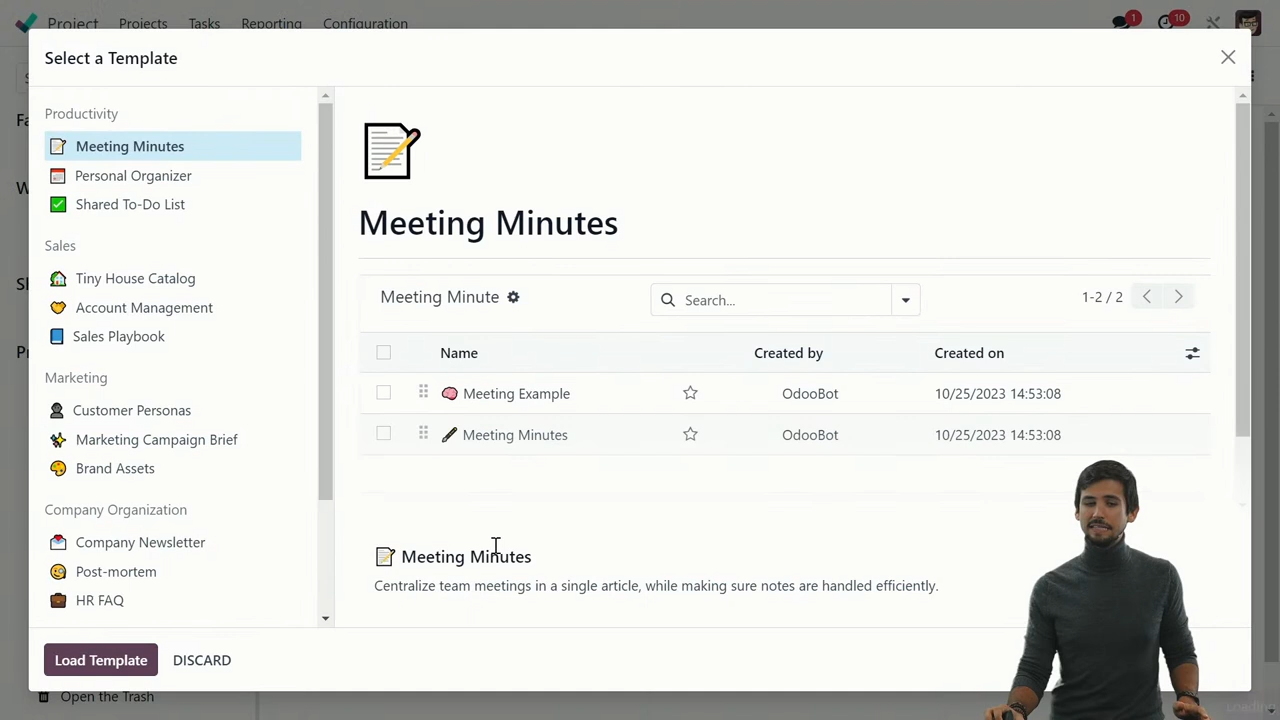 Project Projects Tasks Reporting Configuration 1 10
Select a Template
Productivity
Meeting Minutes
Personal Organizer
Shared To-Do List
Sales
Tiny House Catalog
Account Management
Sales Playbook
Marketing
Customer Personas
Marketing Campaign Brief
Brand Assets
Company Organization
Company Newsletter
Post-mortem
HR FAQ
Meeting Minutes
Meeting Minute
Search...
1-2 / 2
Name Created by Created on
Meeting Example OdooBot 10/25/2023 14:53:08
Meeting Minutes OdooBot 10/25/2023 14:53:08
Meeting Minutes
Centralize team meetings in a single article, while making sure notes are handled efficiently.
Load Template DISCARD
Open the Trash
Loading